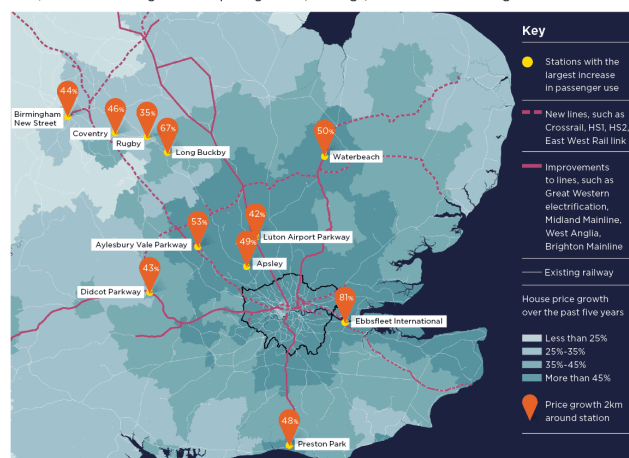 44%
Birmingham
New Street
46%
Coventry
35%
Rugby
67%
Long Buckby
50%
Waterbeach
53%
Aylesbury Vale Parkway
42%
Luton Airport Parkway
49%
Apsley
43%
Didcot Parkway
81%
Ebbsfleet International
48%
Preston Park
Key
Stations with the
largest increase
in passenger use
New lines, such as
Crossrail, HS1, HS2,
East West Rail link
Improvements
to lines, such as
Great Western
electrification,
Midland Mainline,
West Anglia,
Brighton Mainline
Existing railway
House price growth
over the past five years
Less than 25%
25%-35%
35%-45%
More than 45%
Price growth 2km
around station